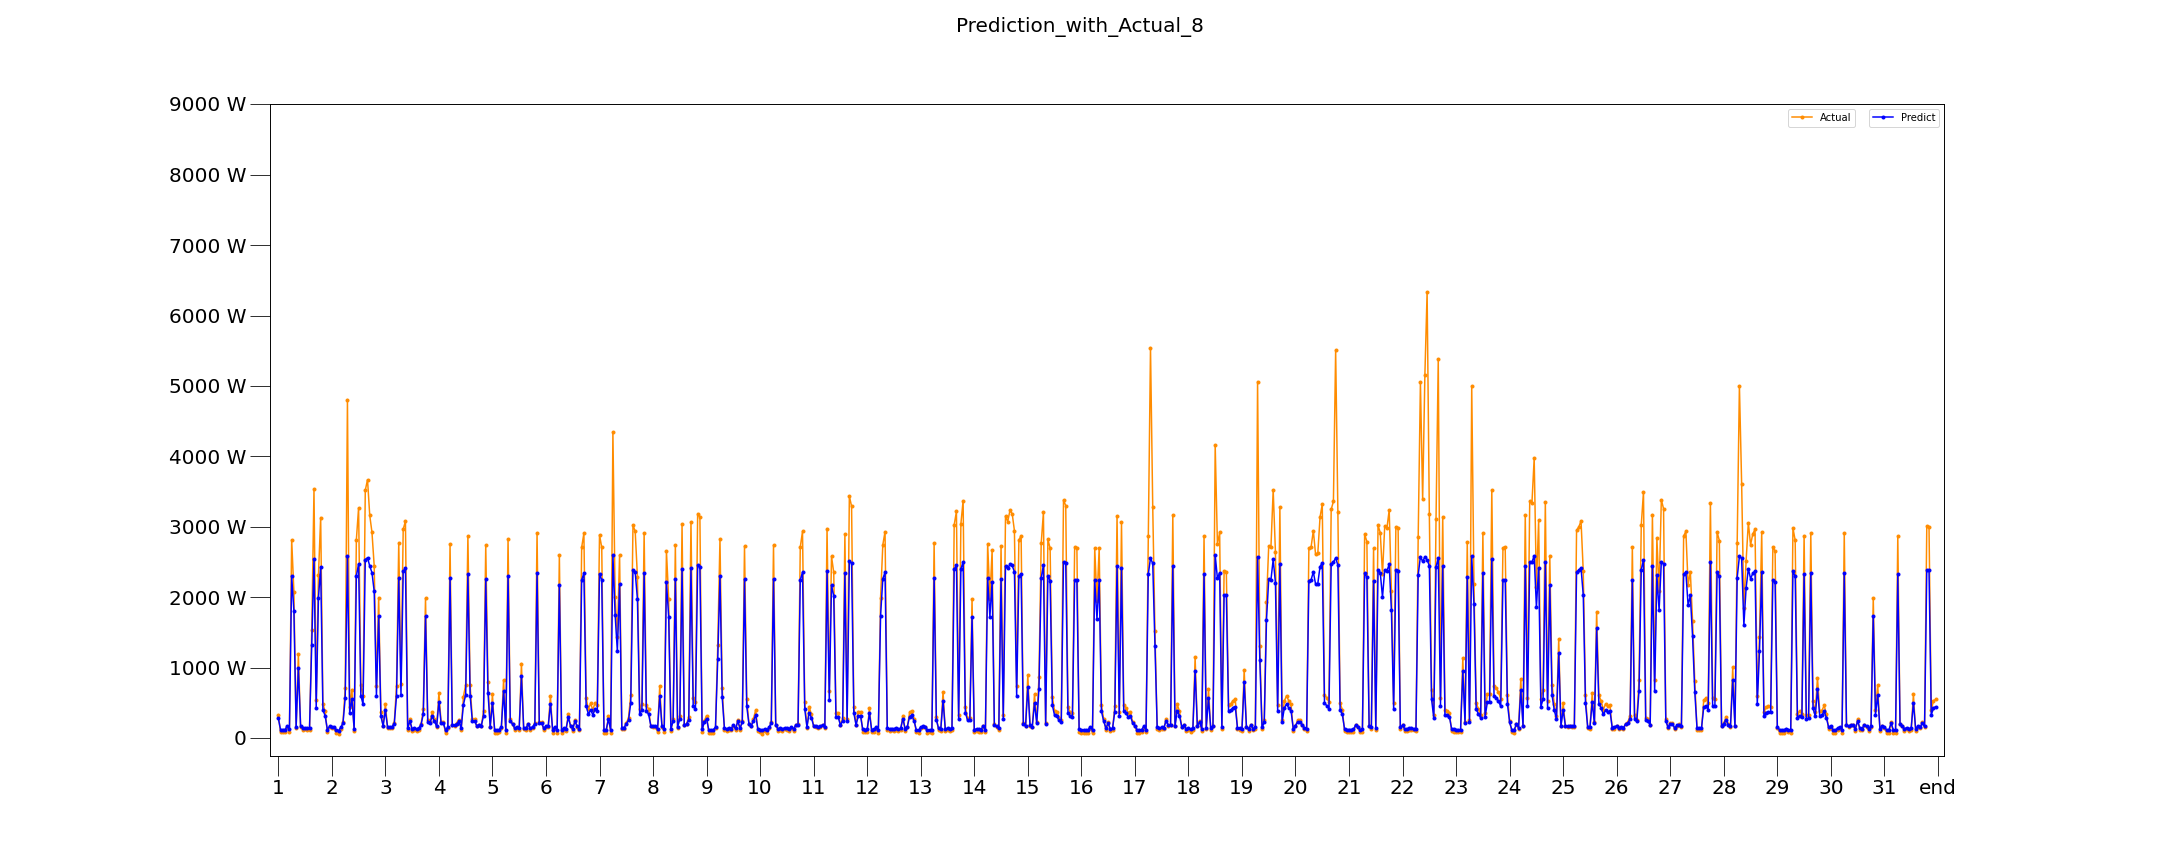 Prediction_with_Actual_8
9000 W
8000 W
7000 W
6000 W
5000 W
4000 W
3000 W
2000 W
1000 W
0
Actual Predict
1 2 3 4 5 6 7 8 9 10 11 12 13 14 15 16 17 18 19 20 21 22 23 24 25 26 27 28 29 30 31 end